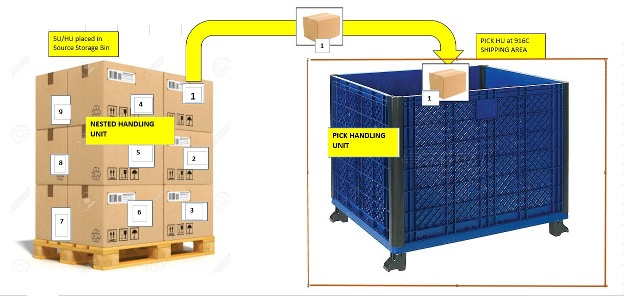 SU/HU placed in
Source Storage Bin
1
PICK HU at 916C
SHIPPING AREA
9
4
1
1
NESTED HANDLING
UNIT
PICK HANDLING
UNIT
8
5
2
7
6
3